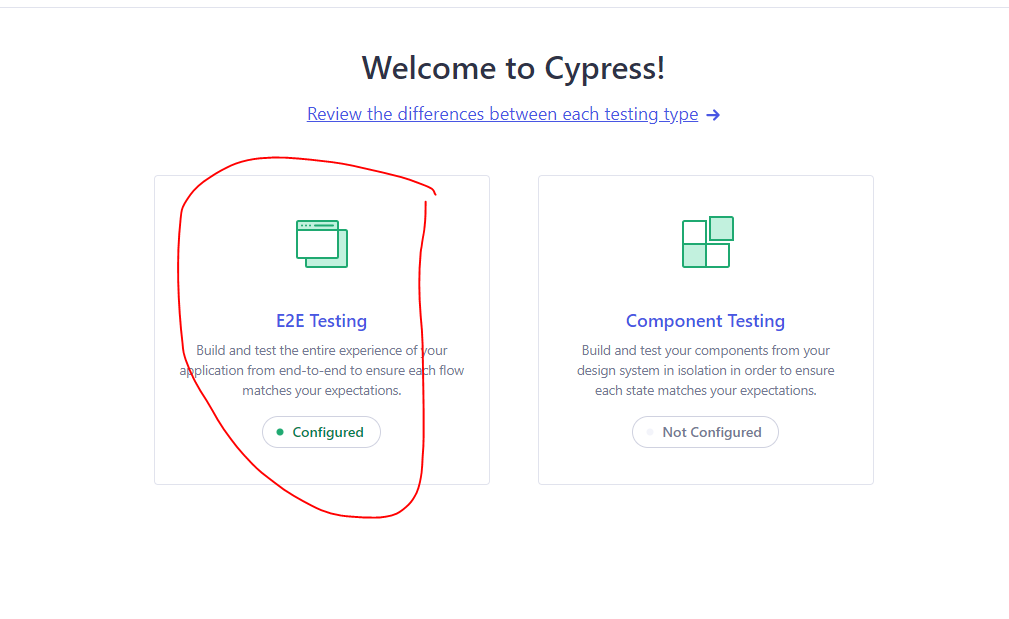 Welcome to Cypress!
Review the differences between each testing type →
E2E Testing
Build and test the entire experience of your
application from end-to-end to ensure each flow
matches your expectations.
Configured
Component Testing
Build and test your components from your
design system in isolation in order to ensure
each state matches your expectations.
Not Configured